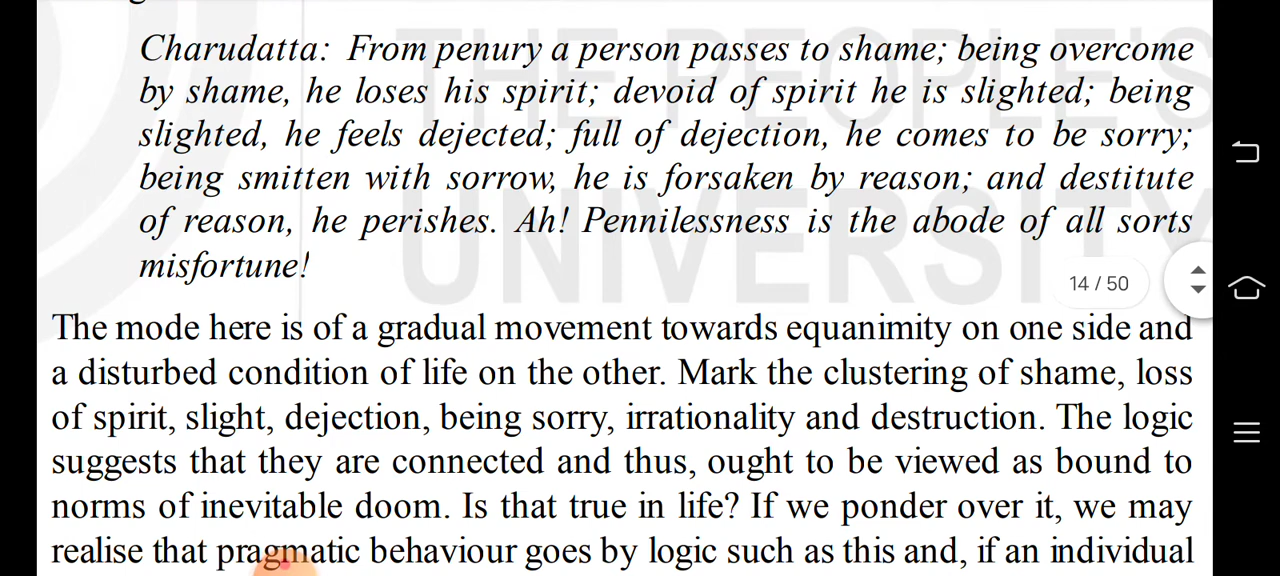 Charudatta: From penury a person passes to shame; being overcome
by shame, he loses his spirit; devoid of spirit he is slighted; being
slighted, he feels dejected; full of dejection, he comes to be sorry;
being smitten with sorrow, he is forsaken by reason; and destitute
of reason, he perishes. Ah! Pennilessness is the abode of all sorts
misfortune!
THE PEOPLE'S
UNIVERSITY
14 / 50
The mode here is of a gradual movement towards equanimity on one side and
a disturbed condition of life on the other. Mark the clustering of shame, loss
of spirit, slight, dejection, being sorry, irrationality and destruction. The logic
suggests that they are connected and thus, ought to be viewed as bound to
norms of inevitable doom. Is that true in life? If we ponder over it, we may
realise that pragmatic behaviour goes by logic such as this and, if an individual